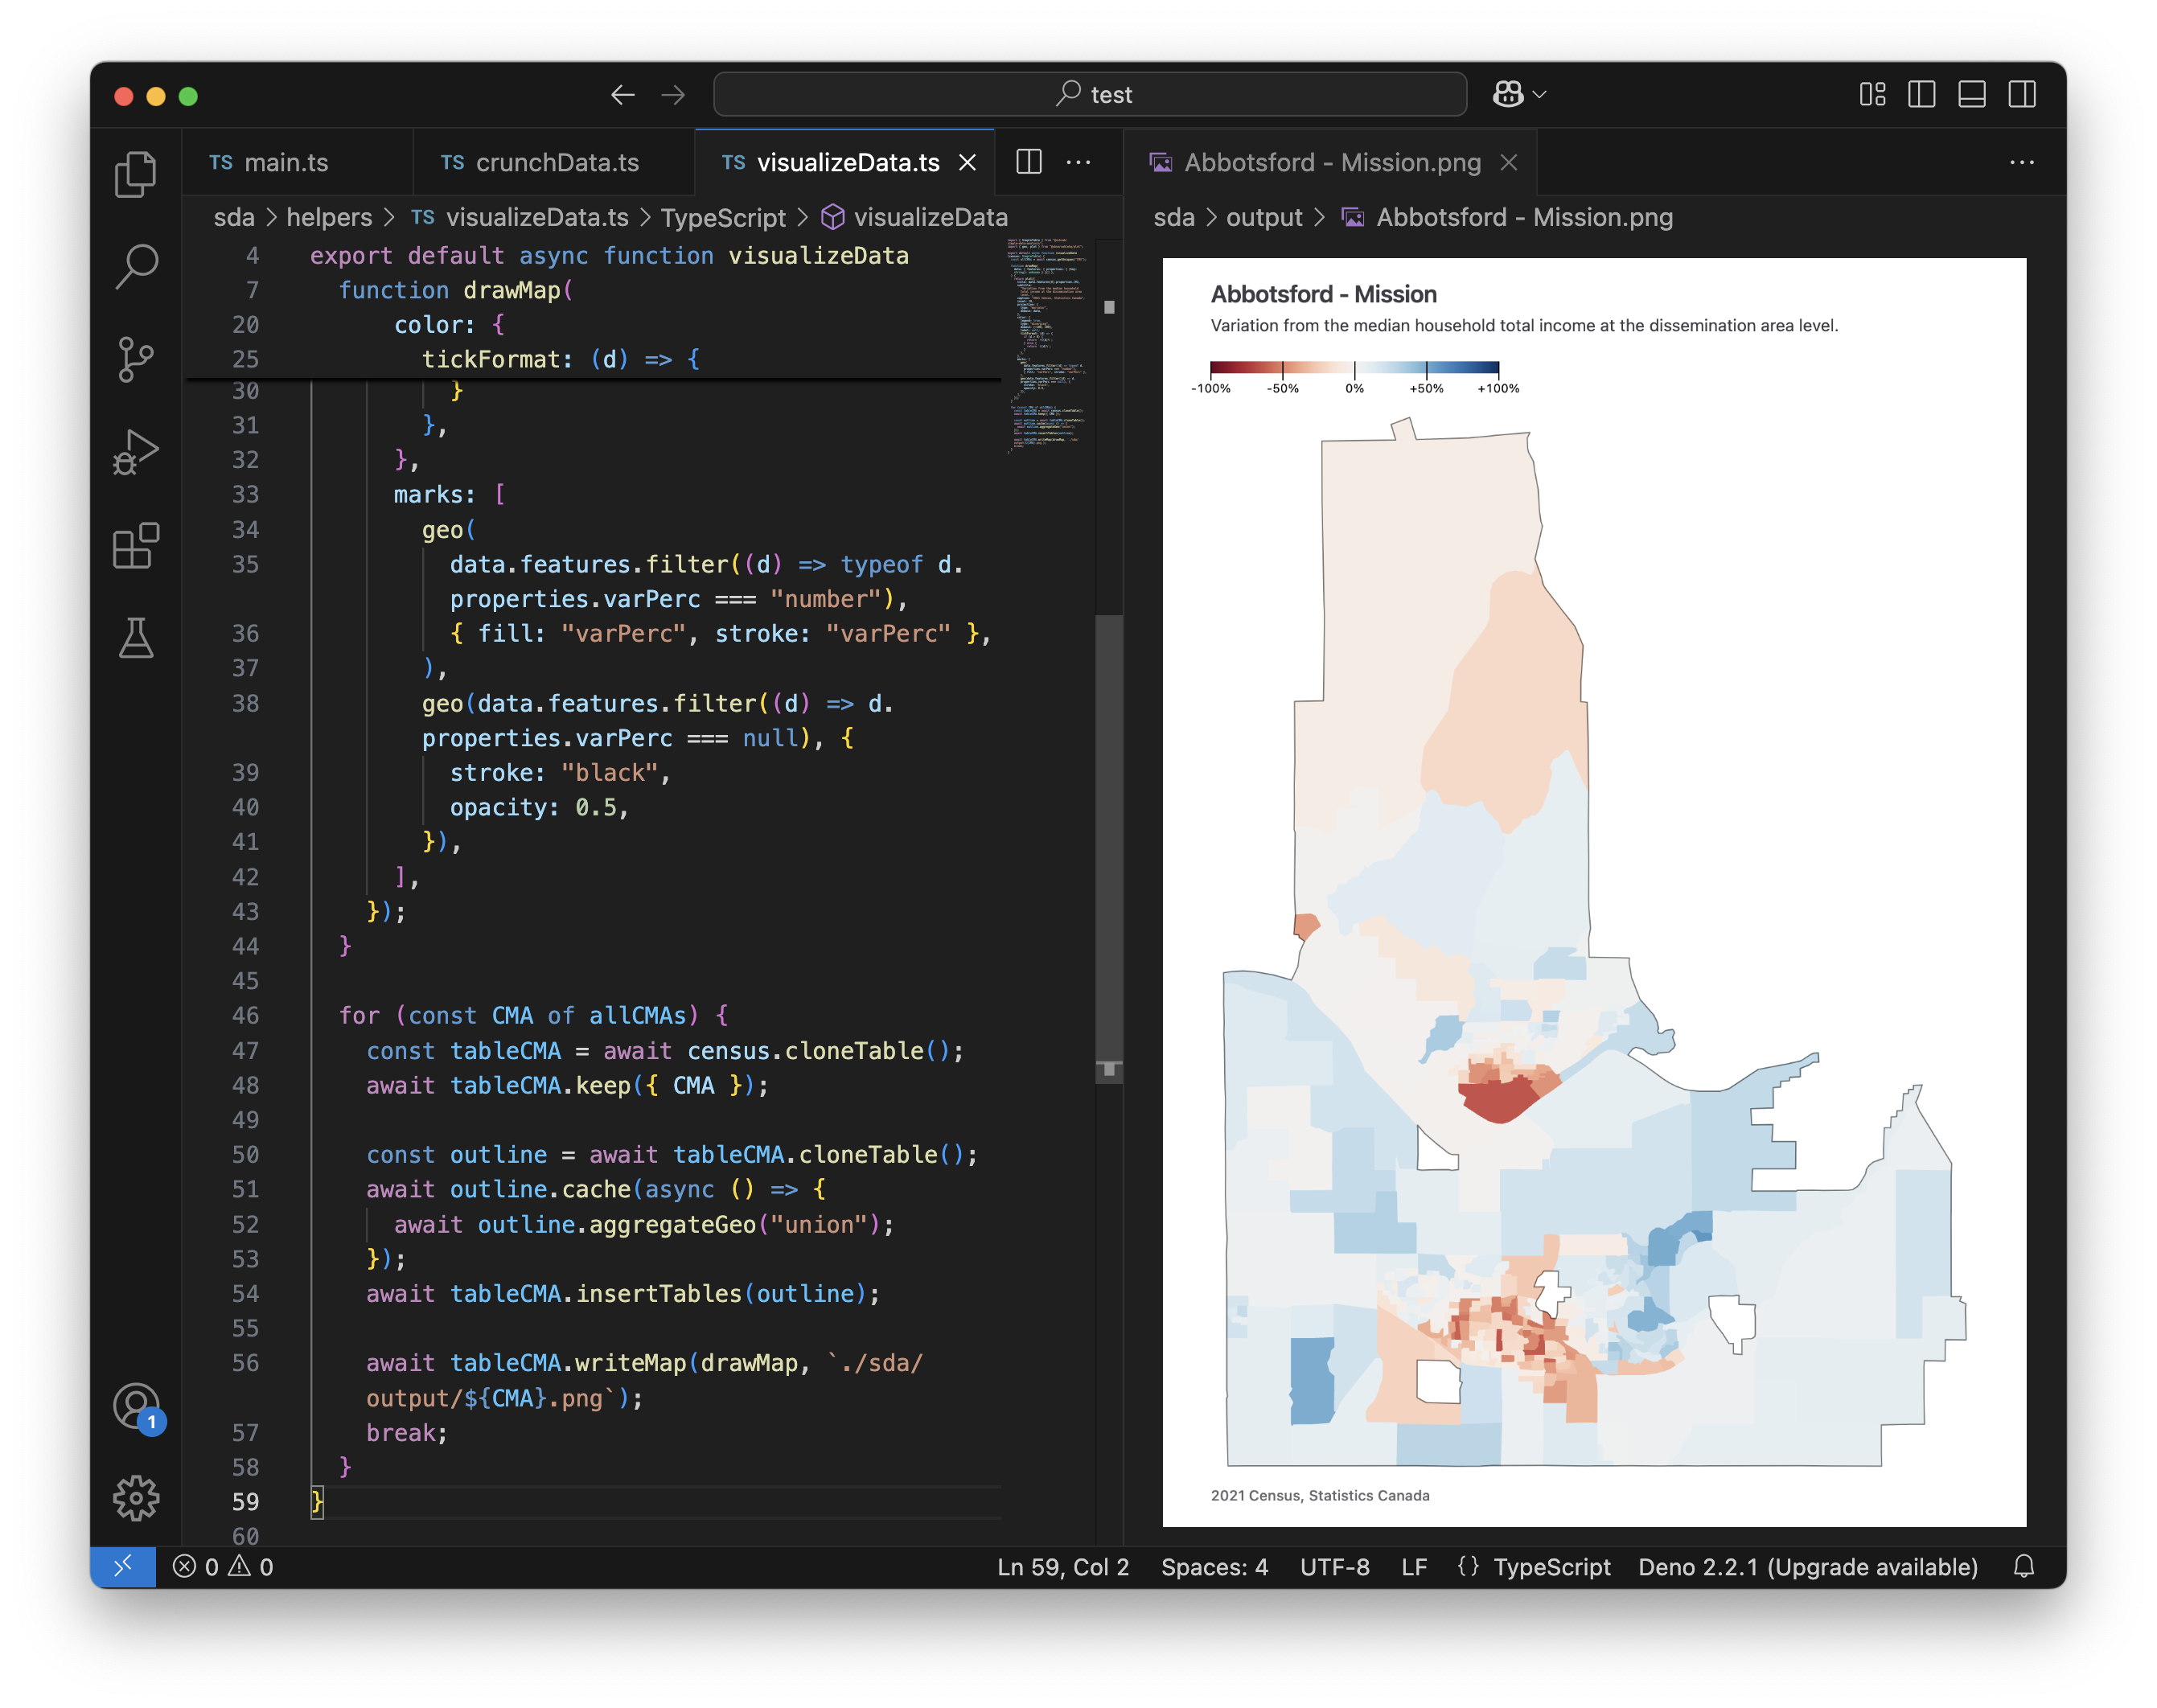 test
TS main.ts
TS crunchData.ts
TS visualizeData.ts
Abbotsford - Mission.png
sda > helpers > TS visualizeData.ts > TypeScript > visualizeData
4 export default async function visualizeData
7 function drawMap(
20 color: {
25 tickFormat: (d) => {
30 }
31 },
32 },
33 marks: [
34 geo(
35 data.features.filter((d) => typeof d.
properties.varPerc === "number"),
36 { fill: "varPerc", stroke: "varPerc" },
37 ),
38 geo(data.features.filter((d) => d.
properties.varPerc === null), {
39 stroke: "black",
40 opacity: 0.5,
41 }),
42 ],
43 });
44 }
45
46 for (const CMA of allCMAs) {
47 const tableCMA = await census.cloneTable();
48 await tableCMA.keep({ CMA });
49
50 const outline = await tableCMA.cloneTable();
51 await outline.cache(async () => {
52 await outline.aggregateGeo("union");
53 });
54 await tableCMA.insertTables(outline);
55
56 await tableCMA.writeMap(drawMap, `./sda/
output/${CMA}.png`);
57 break;
58 }
59 }
60
sda > output > Abbotsford - Mission.png
Abbotsford - Mission
Variation from the median household total income at the dissemination area level.
-100% -50% 0% +50% +100%
2021 Census, Statistics Canada
1
0 0
Ln 59, Col 2 Spaces: 4 UTF-8 LF {} TypeScript Deno 2.2.1 (Upgrade available)